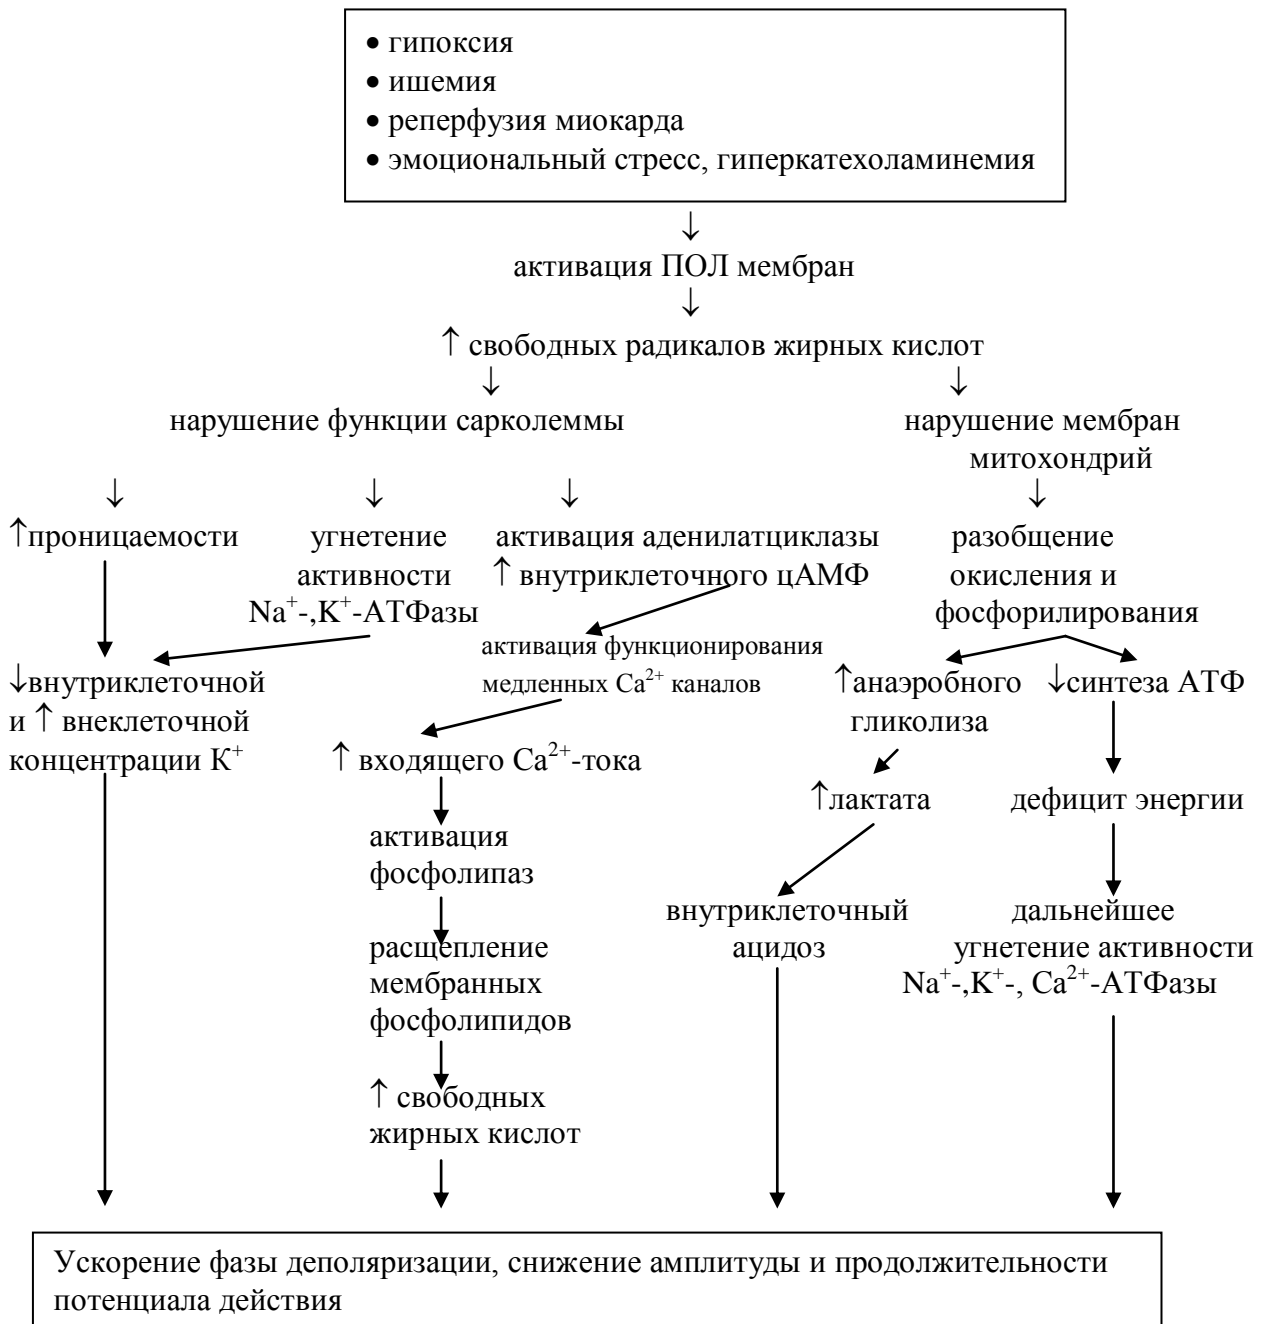 • гипоксия
• ишемия
• реперфузия миокарда
• эмоциональный стресс, гиперкатехоламинемия
↓
активация ПОЛ мембран
↓
↑ свободных радикалов жирных кислот
↓ ↓
нарушение функции сарколеммы
нарушение мембран
митохондрий
↓ ↓ ↓ ↓
↑проницаемости
угнетение
активности
Na⁺-,K⁺-АТФазы
активация аденилатциклазы
↑ внутриклеточного цАМФ
разобщение
окисления и
фосфорилирования
активация функционирования
медленных Ca²⁺ каналов
↓внутриклеточной
и ↑ внеклеточной
концентрации К⁺
↑ входящего Ca²⁺-тока
↑анаэробного
гликолиза
↓синтеза АТФ
↑лактата
дефицит энергии
активация
фосфолипаз
внутриклеточный
ацидоз
дальнейшее
угнетение активности
Na⁺-,K⁺-, Ca²⁺-АТФазы
расщепление
мембранных
фосфолипидов
↑ свободных
жирных кислот
Ускорение фазы деполяризации, снижение амплитуды и продолжительности
потенциала действия